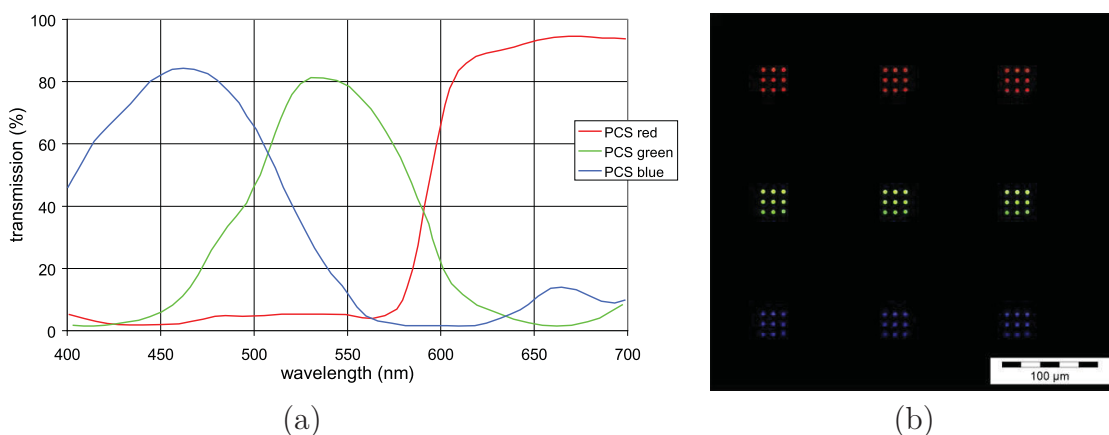 100
80
60
40
20
0
transmission (%)
400 450 500 550 600 650 700
wavelength (nm)
PCS red
PCS green
PCS blue
100 µm
(a)
(b)